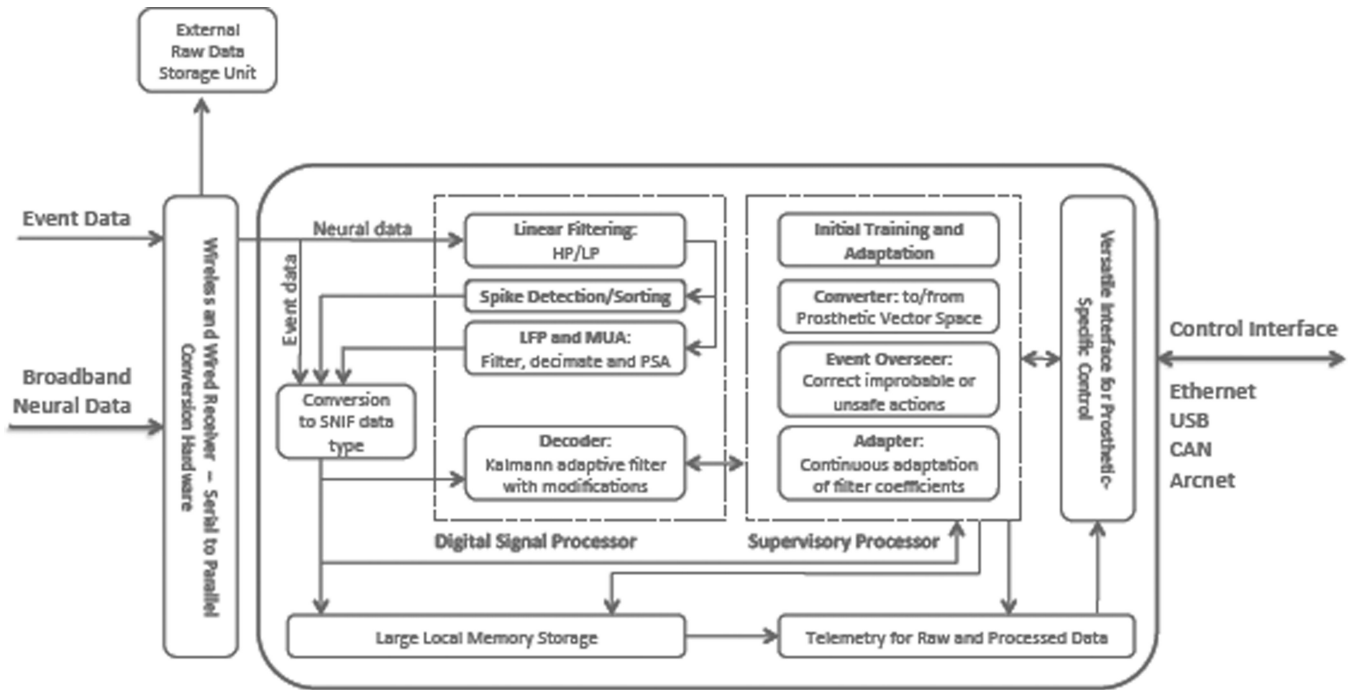 External
Raw Data
Storage Unit
Event Data
Broadband
Neural Data
Wireless and Wired Receiver – Serial to Parallel
Conversion Hardware
Neural data
Event data
Linear Filtering:
HP/LP
Spike Detection/Sorting
LFP and MUA:
Filter, decimate and PSA
Conversion
to SNIF data
type
Decoder:
Kalmann adaptive filter
with modifications
Digital Signal Processor
Initial Training and
Adaptation
Converter: to/from
Prosthetic Vector Space
Event Overseer:
Correct improbable or
unsafe actions
Adapter:
Continuous adaptation
of filter coefficients
Supervisory Processor
Versatile Interface for Prosthetic-
Specific Control
Control Interface
Ethernet
USB
CAN
Arcnet
Large Local Memory Storage
Telemetry for Raw and Processed Data